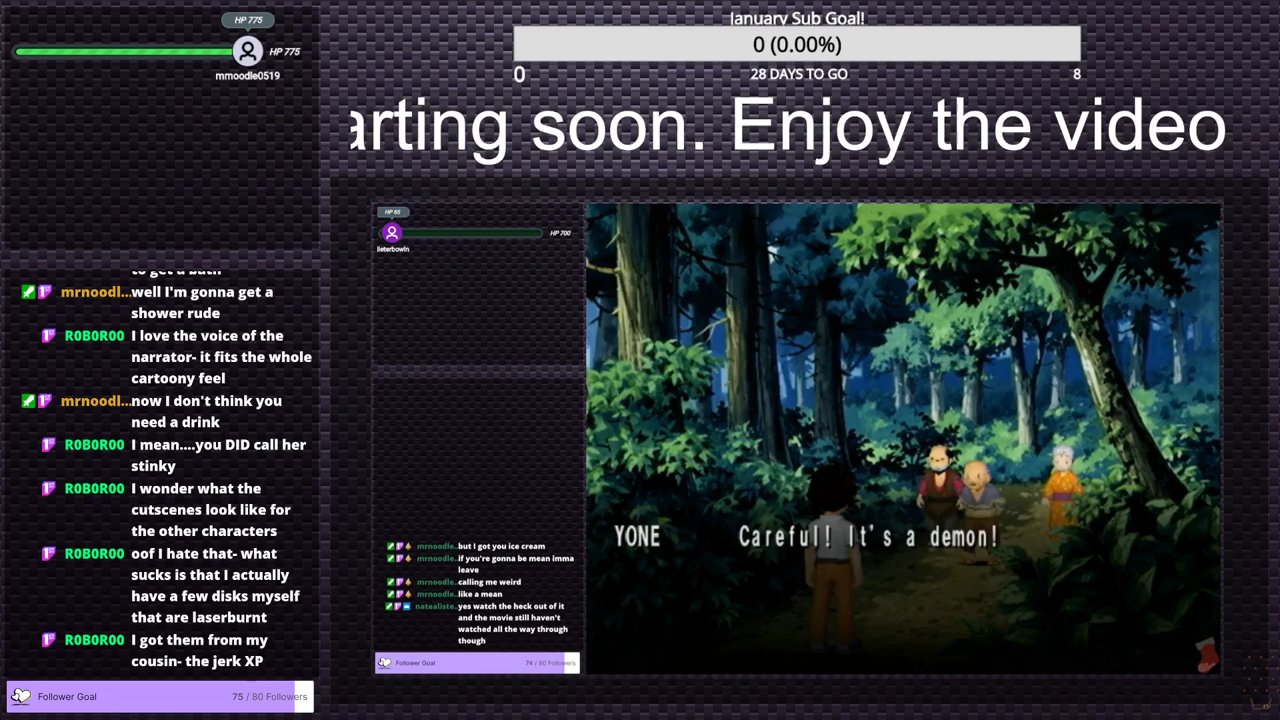 HP 775
HP 775
mmoodle0519
January Sub Goal!
0 (0.00%)
0
28 DAYS TO GO
8
arting soon. Enjoy the video
to get a bath
mrnoodl...well I'm gonna get a
shower rude
R0B0R00 I love the voice of the
narrator- it fits the whole
cartoony feel
mrnoodl...now I don't think you
need a drink
R0B0R00 I mean....you DID call her
stinky
R0B0R00 I wonder what the
cutscenes look like for
the other characters
R0B0R00 oof I hate that- what
sucks is that I actually
have a few disks myself
that are laserburnt
R0B0R00 I got them from my
cousin- the jerk XP
Follower Goal
75 / 80 Followers
HP 65
HP 700
lieterbowin
mrnoodle..but I got you ice cream
mrnoodle..if you're gonna be mean imma
leave
mrnoodle..calling me weird
mrnoodle..like a mean
natealiste..yes watch the heck out of it
and the movie still haven't
watched all the way through
though
Follower Goal
74 / 80 Followers
YONE
Careful! It's a demon!